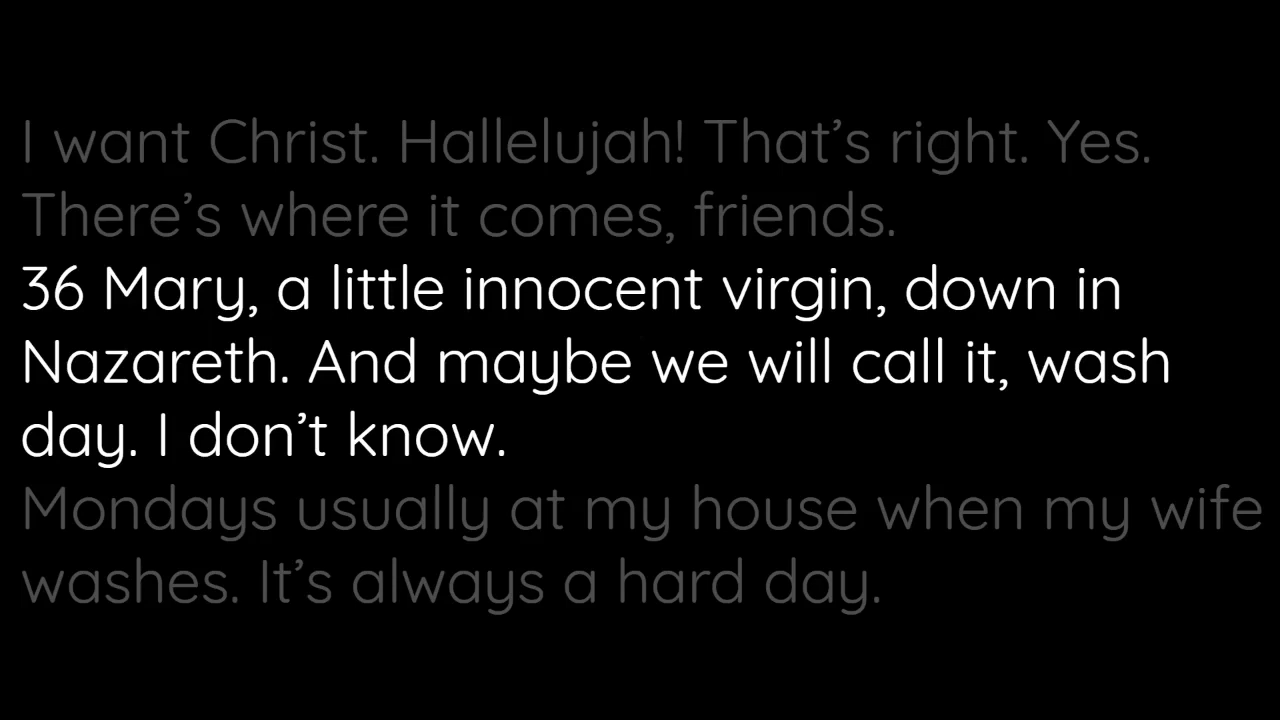 I want Christ. Hallelujah! That’s right. Yes.
There’s where it comes, friends.
36 Mary, a little innocent virgin, down in
Nazareth. And maybe we will call it, wash
day. I don’t know.
Mondays usually at my house when my wife
washes. It’s always a hard day.